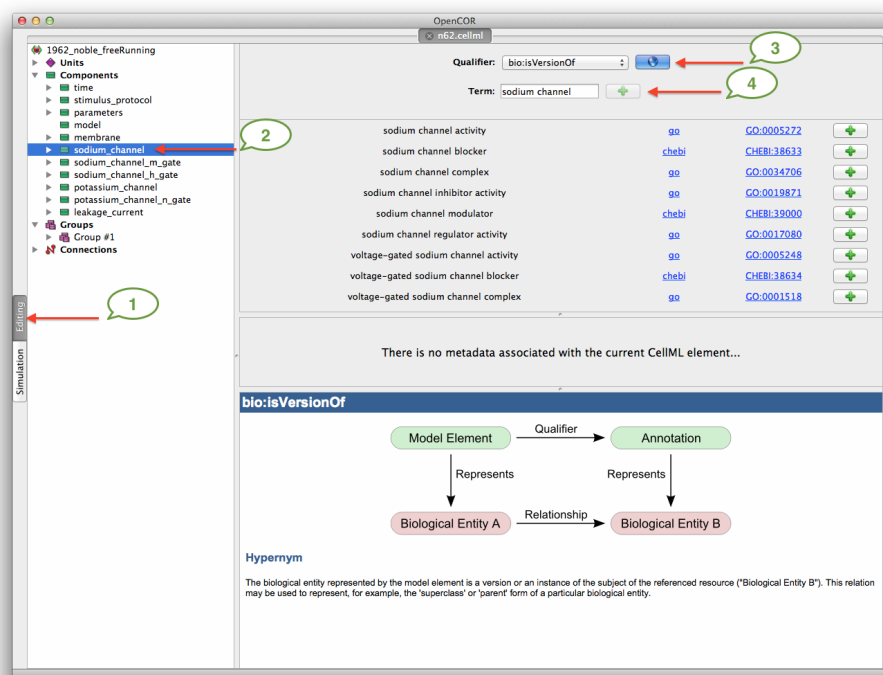 OpenCOR
n62.cellml
1962_noble_freeRunning
Units
Components
time
stimulus_protocol
parameters
model
membrane
sodium_channel
sodium_channel_m_gate
sodium_channel_h_gate
potassium_channel
potassium_channel_n_gate
leakage_current
Groups
Group #1
Connections
Editing
Simulation
1
2
3
4
Qualifier: bio:isVersionOf
Term: sodium channel
sodium channel activity go GO:0005272
sodium channel blocker chebi CHEBI:38633
sodium channel complex go GO:0034706
sodium channel inhibitor activity go GO:0019871
sodium channel modulator chebi CHEBI:39000
sodium channel regulator activity go GO:0017080
voltage-gated sodium channel activity go GO:0005248
voltage-gated sodium channel blocker chebi CHEBI:38634
voltage-gated sodium channel complex go GO:0001518
There is no metadata associated with the current CellML element...
bio:isVersionOf
Model Element Qualifier Annotation
Represents Represents
Biological Entity A Relationship Biological Entity B
Hypernym
The biological entity represented by the model element is a version or an instance of the subject of the referenced resource ("Biological Entity B"). This relation
may be used to represent, for example, the 'superclass' or 'parent' form of a particular biological entity.